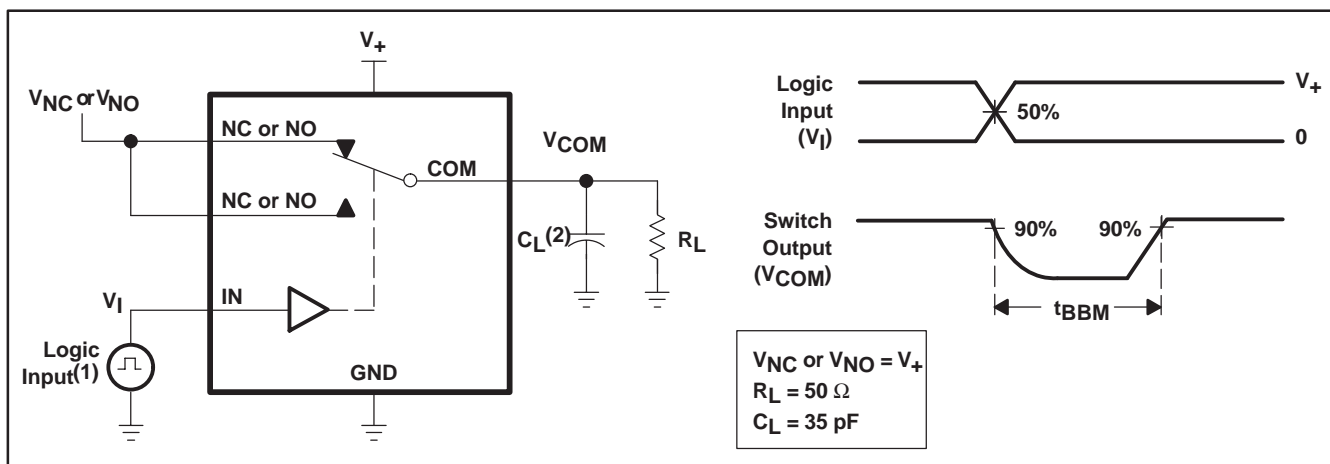 V+
VNC or VNO
NC or NO
VCOM
COM
NC or NO
CL(2)
RL
VI
IN
Logic
Input(1)
GND
Logic
Input
(VI)
V+
50%
0
Switch
Output
(VCOM)
90%
90%
tBBM
VNC or VNO = V+
RL = 50 Ω
CL = 35 pF